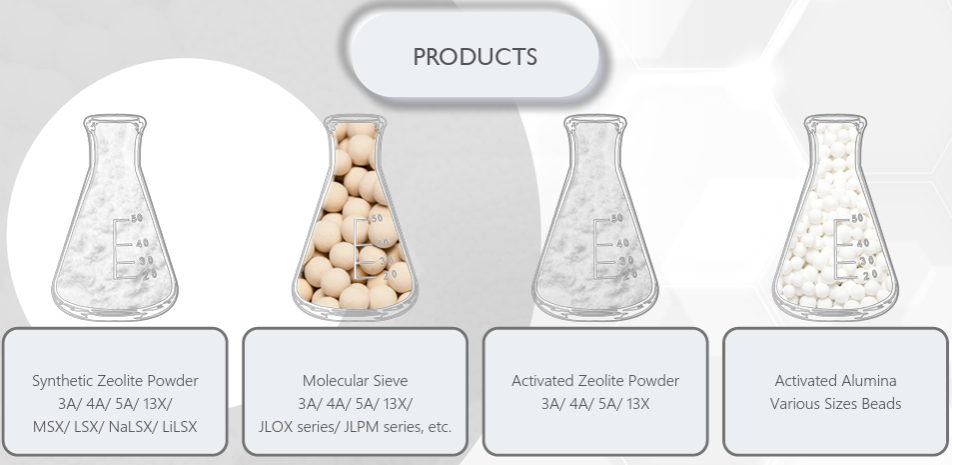 PRODUCTS
50
40
30
20
50
40
3
20
50
40
30
20
50
40
30
20
Synthetic Zeolite Powder
3A/ 4A/ 5A/ 13X/
MSX/ LSX/ NaLSX/ LiLSX
Molecular Sieve
3A/ 4A/ 5A/ 13X/
JLOX series/ JLPM series, etc.
Activated Zeolite Powder
3A/ 4A/ 5A/ 13X
Activated Alumina
Various Sizes Beads